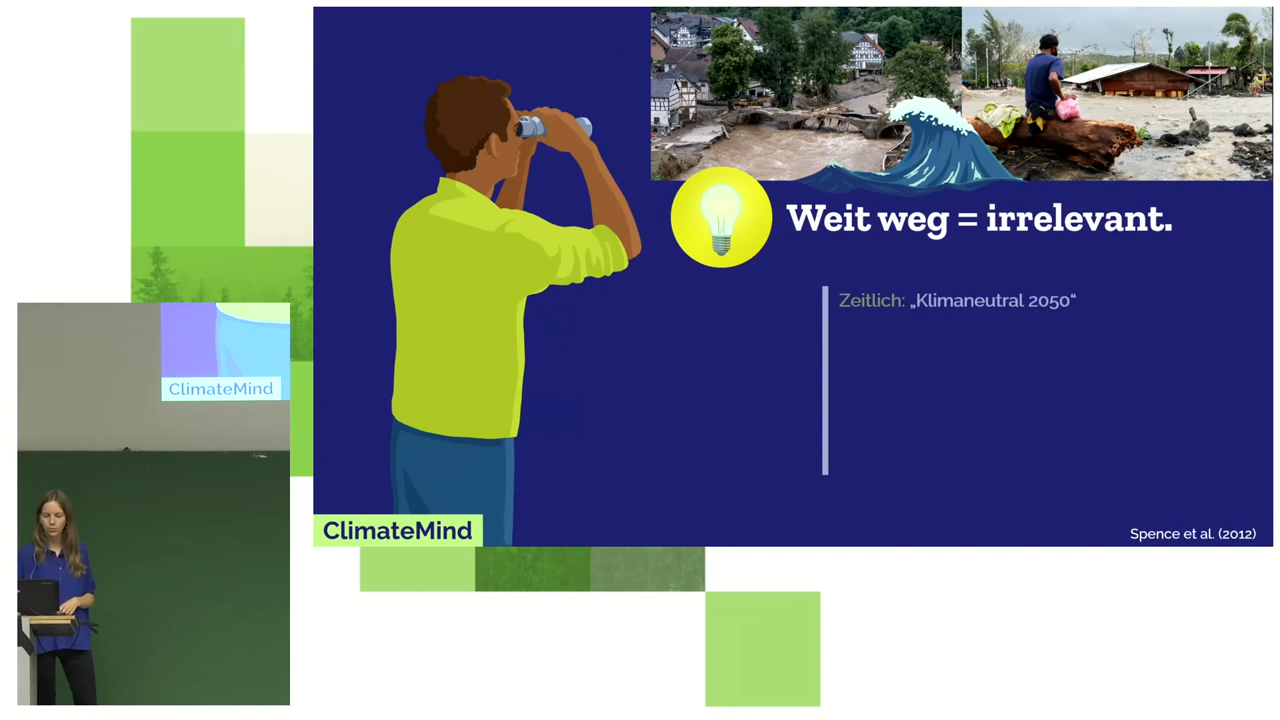 Weit weg = irrelevant.
Zeitlich: „Klimaneutral 2050“
ClimateMind
Spence et al. (2012)
ClimateMind